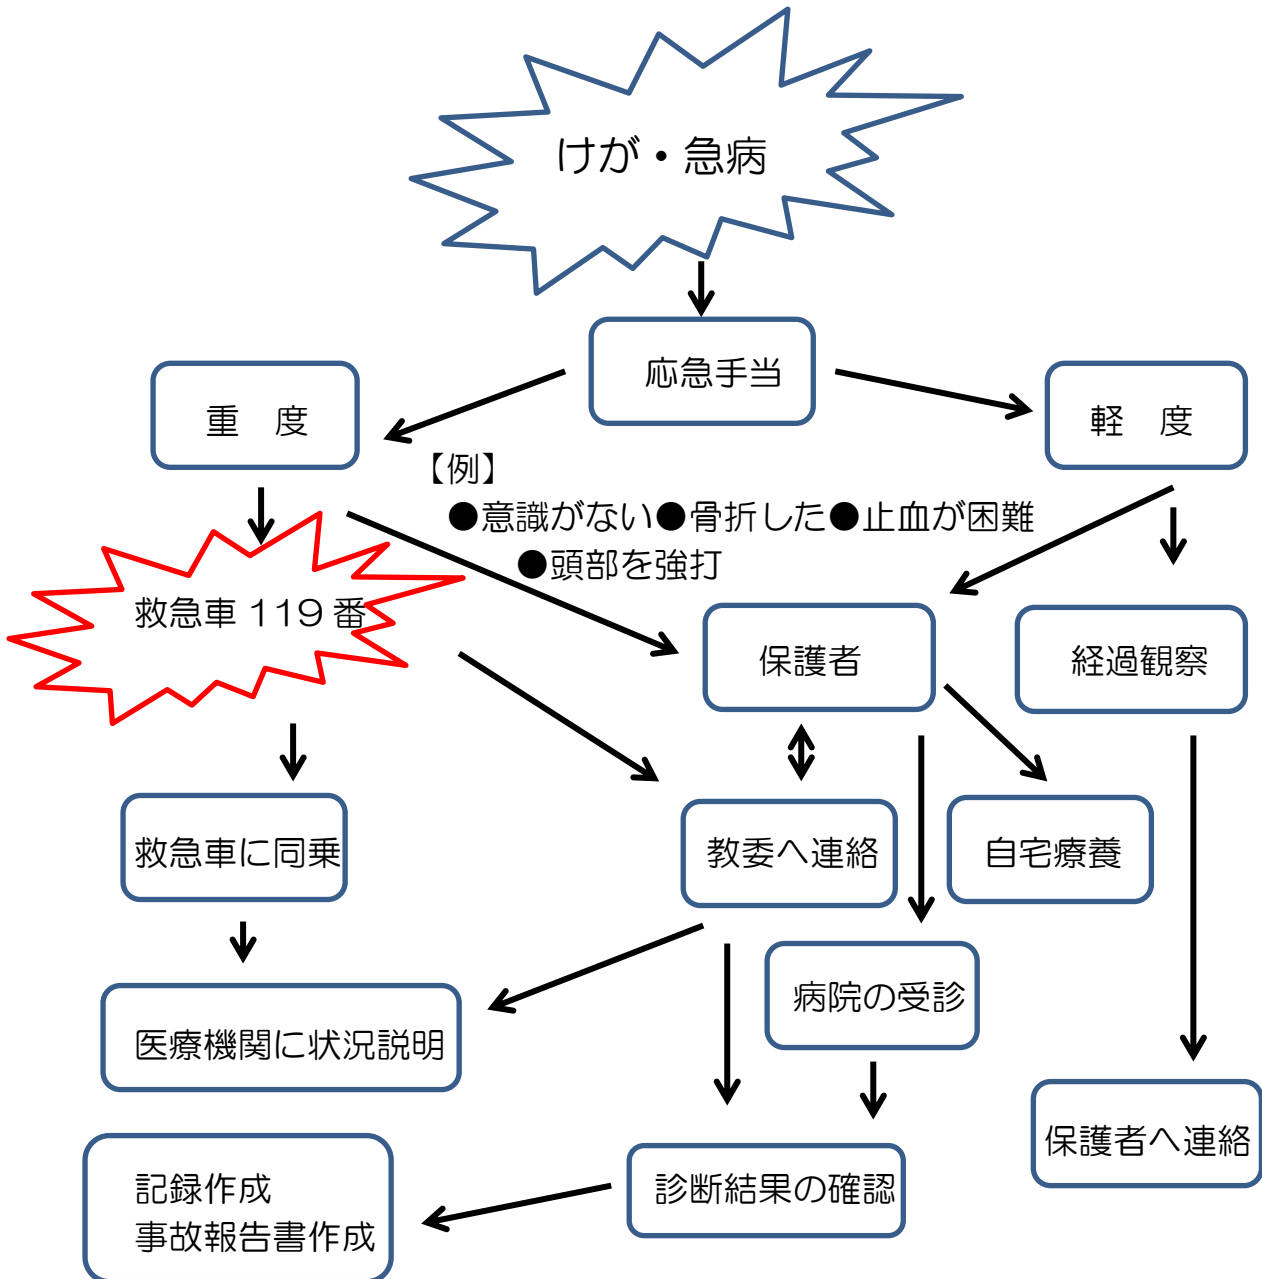 けが・急病
応急手当
重　度
軽　度
【例】
●意識がない●骨折した●止血が困難
●頭部を強打
救急車 119 番
保護者
経過観察
救急車に同乗
教委へ連絡
自宅療養
病院の受診
医療機関に状況説明
保護者へ連絡
記録作成
事故報告書作成
診断結果の確認